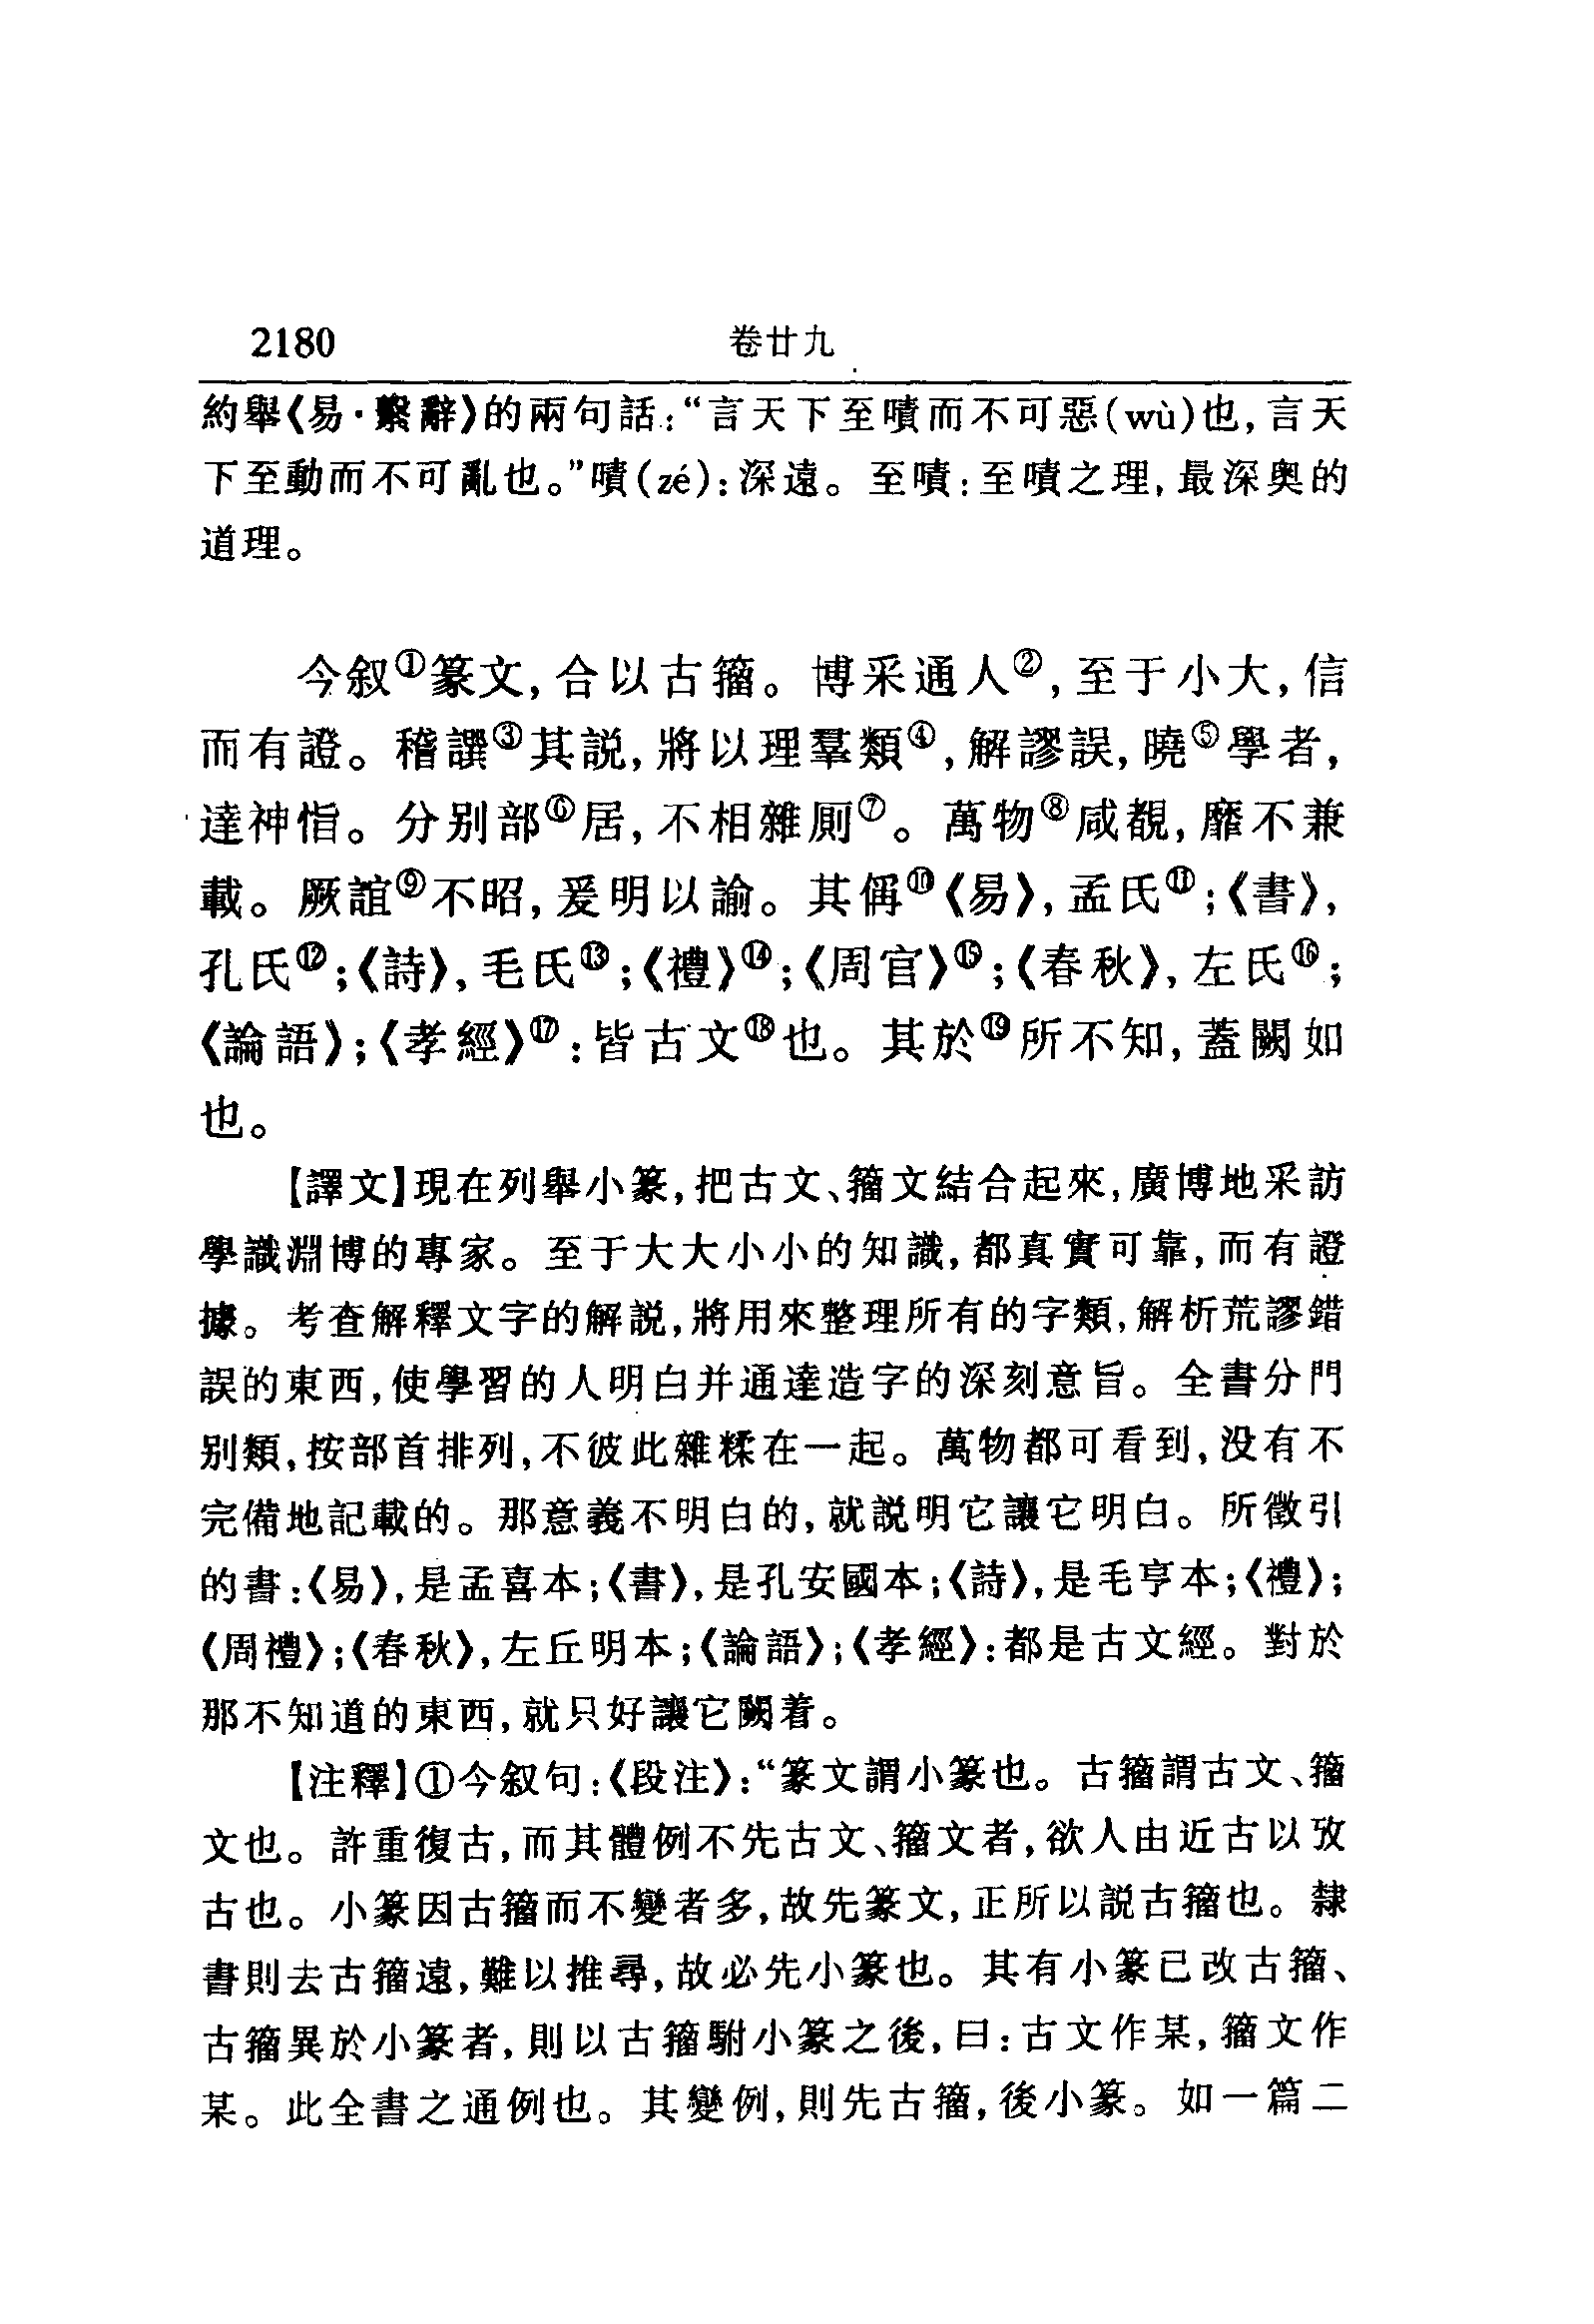 2180 卷廿九
約舉《易·繫辭》的兩句話:“言天下至嘖而不可惡(wù)也,言天
下至動而不可亂也。”嘖(zé):深遠。至嘖:至嘖之理,最深奥的
道理。
今叙①篆文,合以古籀。博采通人②,至于小大,信
而有證。稽譔③其説,將以理羣類④,解謬誤,曉⑤學者,
達神恉。分别部⑥居,不相雜厠⑦。萬物⑧咸覩,靡不兼
載。厥誼⑨不昭,爰明以諭。其偁⑩《易》,孟氏⑪;《書》,
孔氏⑫;《詩》,毛氏⑬;《禮》⑭;《周官》⑮;《春秋》,左氏⑯;
《論語》;《孝經》⑰:皆古文⑱也。其於⑲所不知,蓋闕如
也。
【譯文】現在列舉小篆,把古文、籀文結合起來,廣博地采訪
學識淵博的專家。至于大大小小的知識,都真實可靠,而有證
據。考查解釋文字的解説,將用來整理所有的字類,解析荒謬錯
誤的東西,使學習的人明白并通達造字的深刻意旨。全書分門
别類,按部首排列,不彼此雜糅在一起。萬物都可看到,没有不
完備地記載的。那意義不明白的,就説明它讓它明白。所徵引
的書:《易》,是孟喜本;《書》,是孔安國本;《詩》,是毛亨本;《禮》;
《周禮》;《春秋》,左丘明本;《論語》;《孝經》:都是古文經。對於
那不知道的東西,就只好讓它闕着。
【注釋】①今叙句:《段注》:“篆文謂小篆也。古籀謂古文、籀
文也。許重復古,而其體例不先古文、籀文者,欲人由近古以攷
古也。小篆因古籀而不變者多,故先篆文,正所以説古籀也。隸
書則去古籀遠,難以推尋,故必先小篆也。其有小篆已改古籀、
古籀異於小篆者,則以古籀駙小篆之後,曰:古文作某,籀文作
某。此全書之通例也。其變例,則先古籀,後小篆。如一篇二